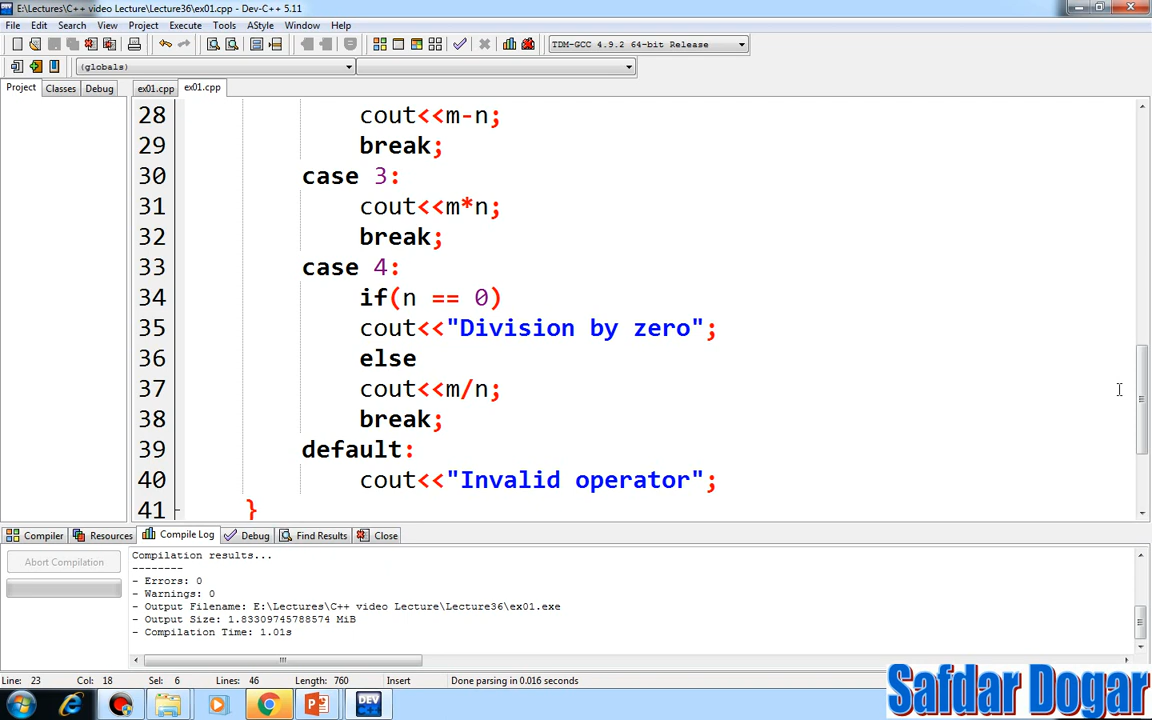 E:\Lectures\C++ video Lecture\Lecture36\ex01.cpp - Dev-C++ 5.11
File Edit Search View Project Execute Tools AStyle Window Help
TDM-GCC 4.9.2 64-bit Release
(globals)
Project Classes Debug ex01.cpp ex01.cpp
28 cout<<m-n;
29 break;
30 case 3:
31 cout<<m*n;
32 break;
33 case 4:
34 if(n == 0)
35 cout<<"Division by zero";
36 else
37 cout<<m/n;
38 break;
39 default:
40 cout<<"Invalid operator";
41 }
Compiler Resources Compile Log Debug Find Results Close
Abort Compilation
Compilation results...
--------
- Errors: 0
- Warnings: 0
- Output Filename: E:\Lectures\C++ video Lecture\Lecture36\ex01.exe
- Output Size: 1.83309745788574 MiB
- Compilation Time: 1.01s
Line: 23 Col: 18 Sel: 6 Lines: 46 Length: 760 Insert Done parsing in 0.016 seconds
DEV
Safdar Dogar